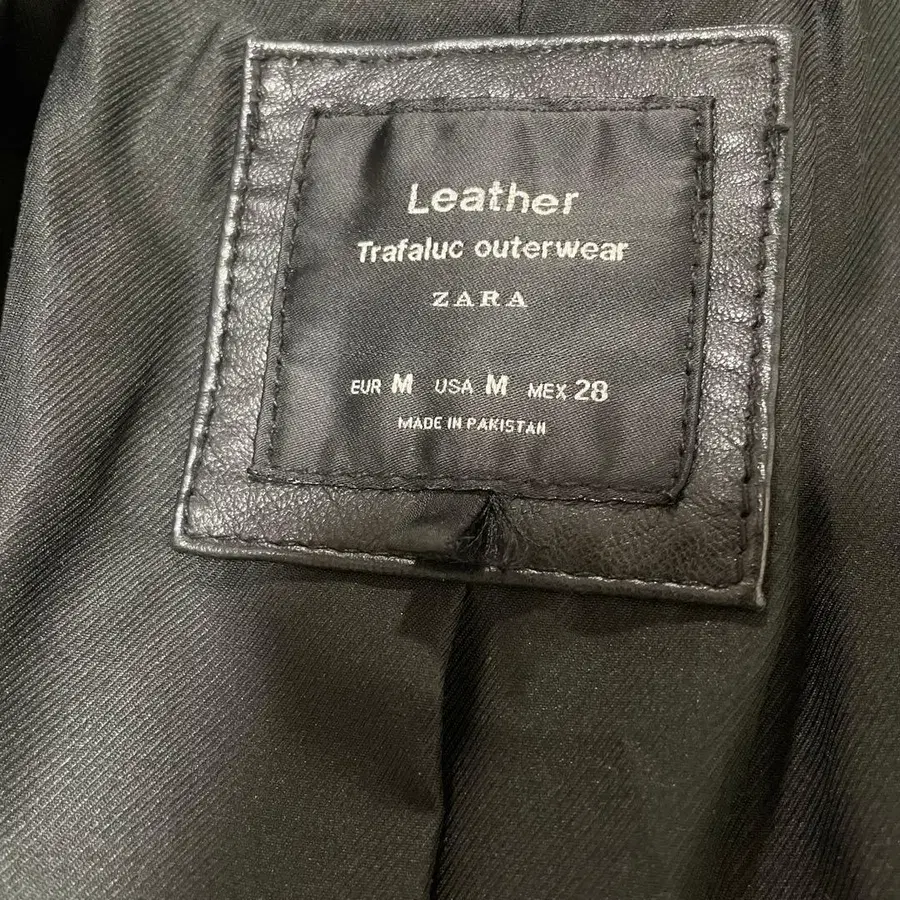 Leather
Trafaluc outerwear
ZARA
EUR M USA M MEX 28
MADE IN PAKISTAN